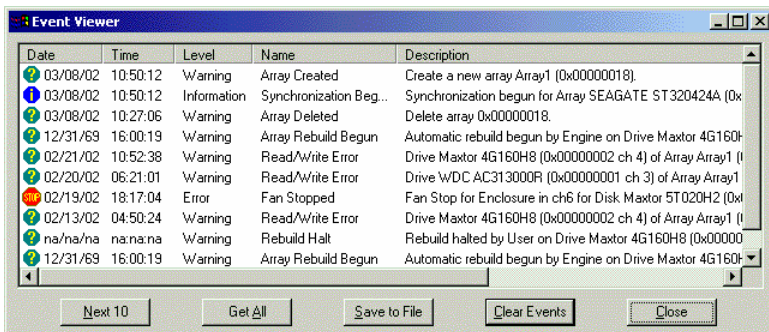 Event Viewer
Date Time Level Name Description
03/08/02 10:50:12 Warning Array Created Create a new array Array1 (0x00000018).
03/08/02 10:50:12 Information Synchronization Beg... Synchronization begun for Array SEAGATE ST320424A (0x
03/08/02 10:27:06 Warning Array Deleted Delete array 0x00000018.
12/31/69 16:00:19 Warning Array Rebuild Begun Automatic rebuild begun by Engine on Drive Maxtor 4G160H
02/21/02 10:52:38 Warning Read/Write Error Drive Maxtor 4G160H8 (0x00000002 ch 4) of Array Array1 (
02/20/02 06:21:01 Warning Read/Write Error Drive WDC AC313000R (0x00000001 ch 3) of Array Array1
STOP 02/19/02 18:17:04 Error Fan Stopped Fan Stop for Enclosure in ch6 for Disk Maxtor 5T020H2 (0x
02/13/02 04:50:24 Warning Read/Write Error Drive Maxtor 4G160H8 (0x00000002 ch 4) of Array Array1 (
na/na/na na:na:na Warning Rebuild Halt Rebuild halted by User on Drive Maxtor 4G160H8 (0x00000
12/31/69 16:00:19 Warning Array Rebuild Begun Automatic rebuild begun by Engine on Drive Maxtor 4G160H
Next 10 Get All Save to File Clear Events Close